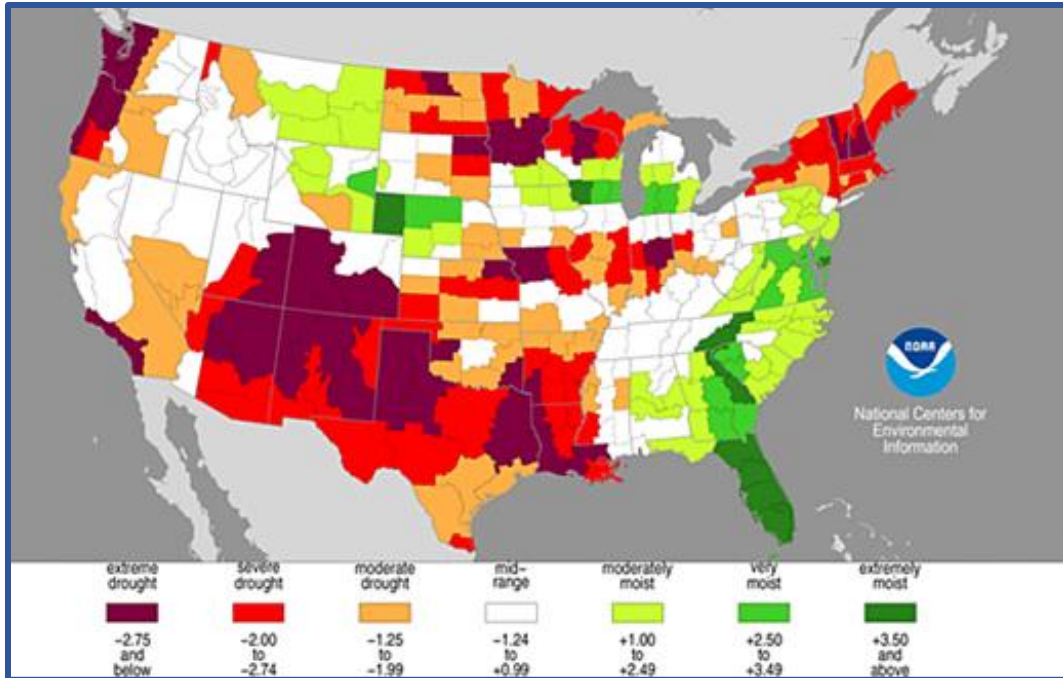 NOAA
National Centers for
Environmental
Information
extreme drought
severe drought
moderate drought
mid-range
moderately moist
very moist
extremely moist
−2.75 and below
−2.00 to −2.74
−1.25 to −1.99
−1.24 to +0.99
+1.00 to +2.49
+2.50 to +3.49
+3.50 and above